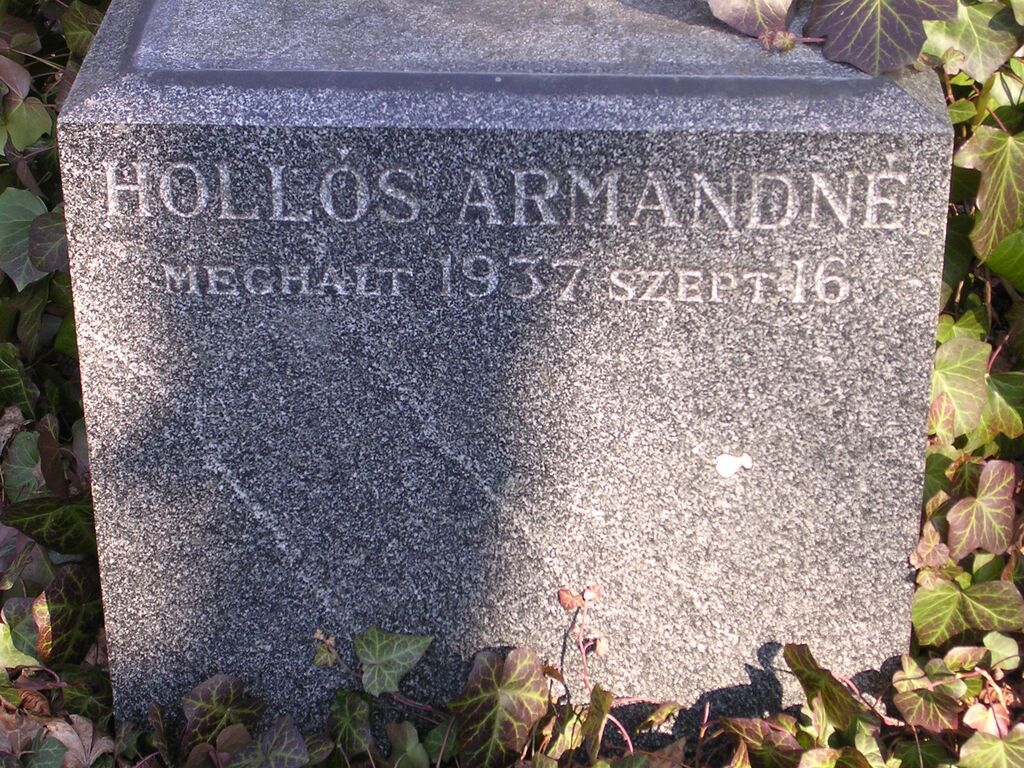 HOLLÓS ARMANDNÉ
MEGHALT 1937 SZEPT. 16.